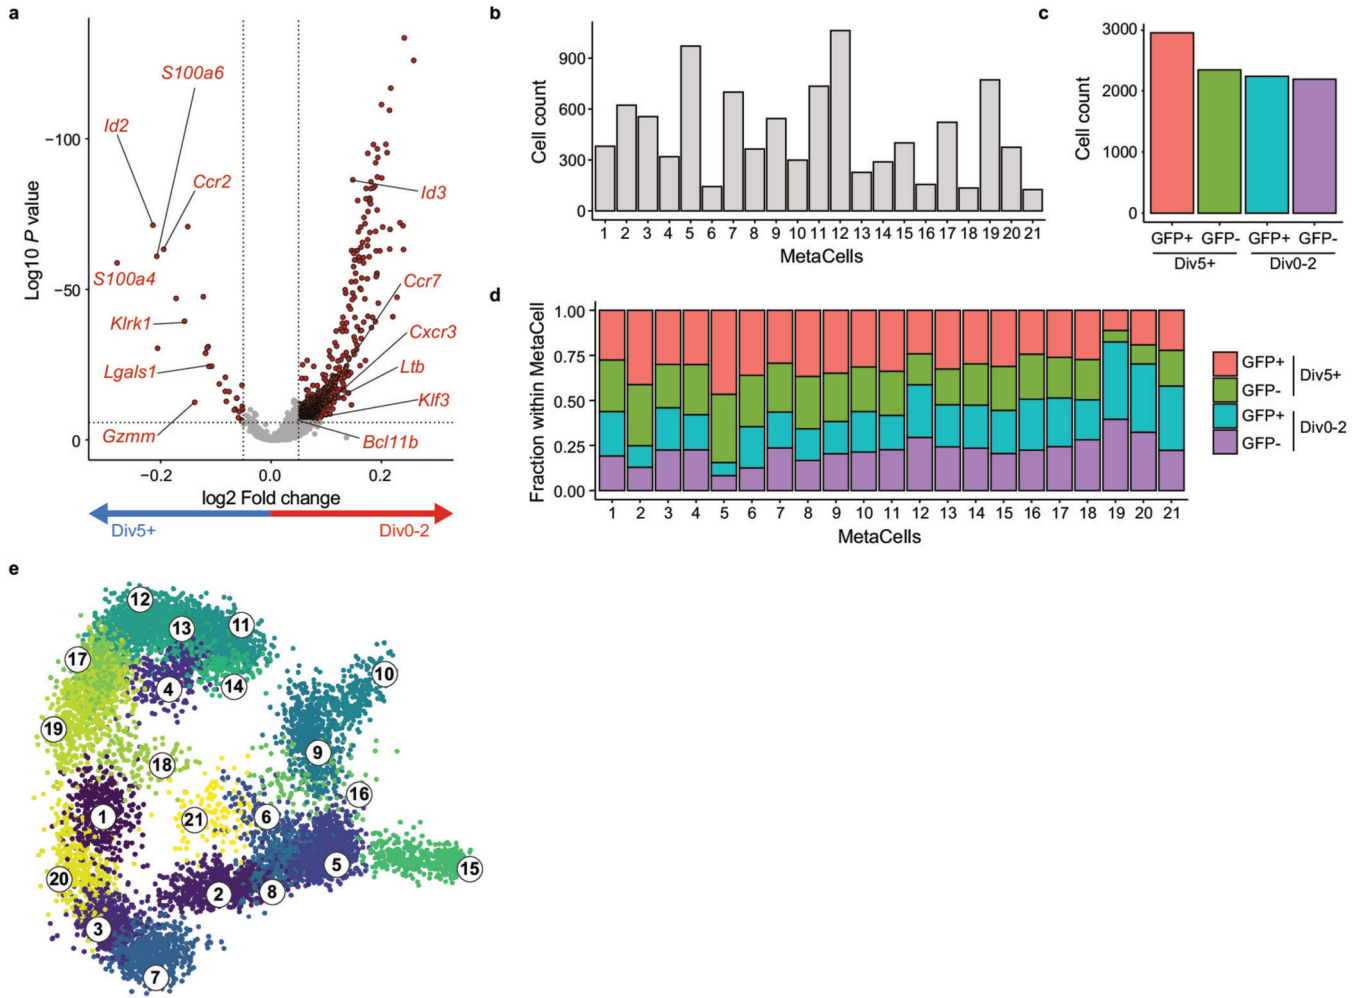 a
S100a6
Id2
Ccr2
Id3
S100a4
Ccr7
Klrk1
Cxcr3
Lgals1
Ltb
Klf3
Gzmm
Bcl11b
Log10 P value
−100
−50
0
−0.2
0.0
0.2
log2 Fold change
Div5+
Div0-2
b
Cell count
900
600
300
0
1 2 3 4 5 6 7 8 9 10 11 12 13 14 15 16 17 18 19 20 21
MetaCells
c
Cell count
3000
2000
1000
0
GFP+ GFP- GFP+ GFP-
Div5+ Div0-2
d
Fraction within MetaCell
1.00
0.75
0.50
0.25
0.00
1 2 3 4 5 6 7 8 9 10 11 12 13 14 15 16 17 18 19 20 21
MetaCells
GFP+
GFP-
Div5+
GFP+
GFP-
Div0-2
e
12
13
11
17
4
14
10
19
9
18
16
1
21
6
5
15
20
2
8
3
7